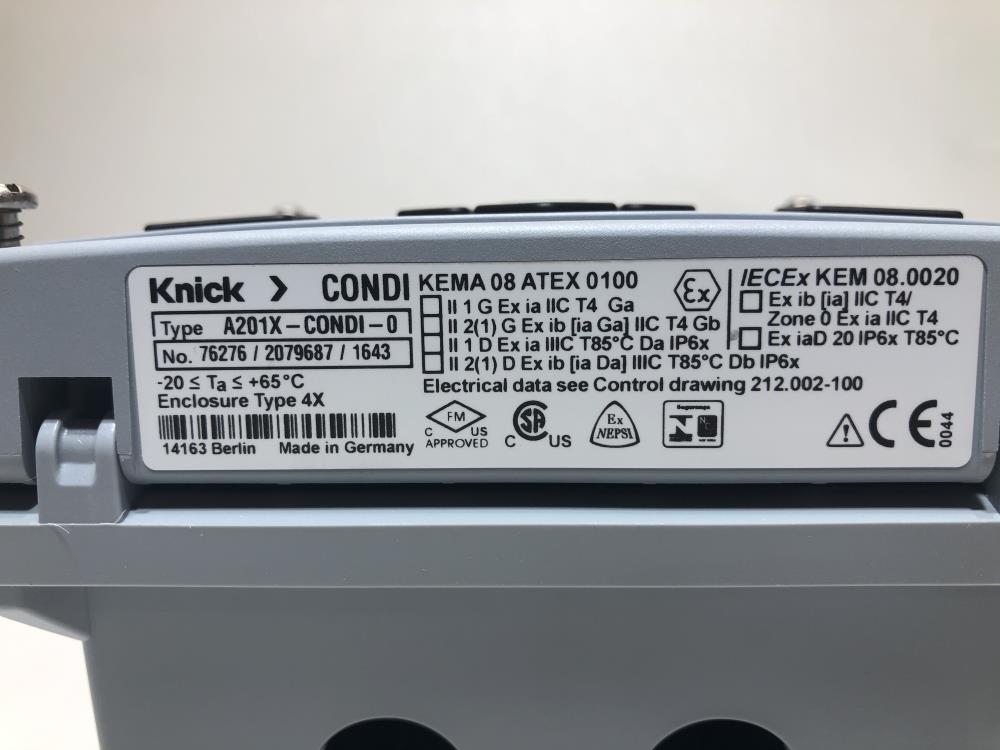 Knick > CONDI
Type A201X-CONDI-0
No. 76276 / 2079687 / 1643
-20 ≤ Ta ≤ +65°C
Enclosure Type 4X
14163 Berlin Made in Germany
KEMA 08 ATEX 0100
II 1 G Ex ia IIC T4 Ga
II 2(1) G Ex ib [ia Ga] IIC T4 Gb
II 1 D Ex ia IIIC T85°C Da IP6x
II 2(1) D Ex ib [ia Da] IIIC T85°C Db IP6x
Electrical data see Control drawing 212.002-100
Ex
IECEx KEM 08.0020
Ex ib [ia] IIC T4/
Zone 0 Ex ia IIC T4
Ex iaD 20 IP6x T85°C
FM
C US
APPROVED
SA
C US
Ex
NEPSI
Segurança
CE 0044